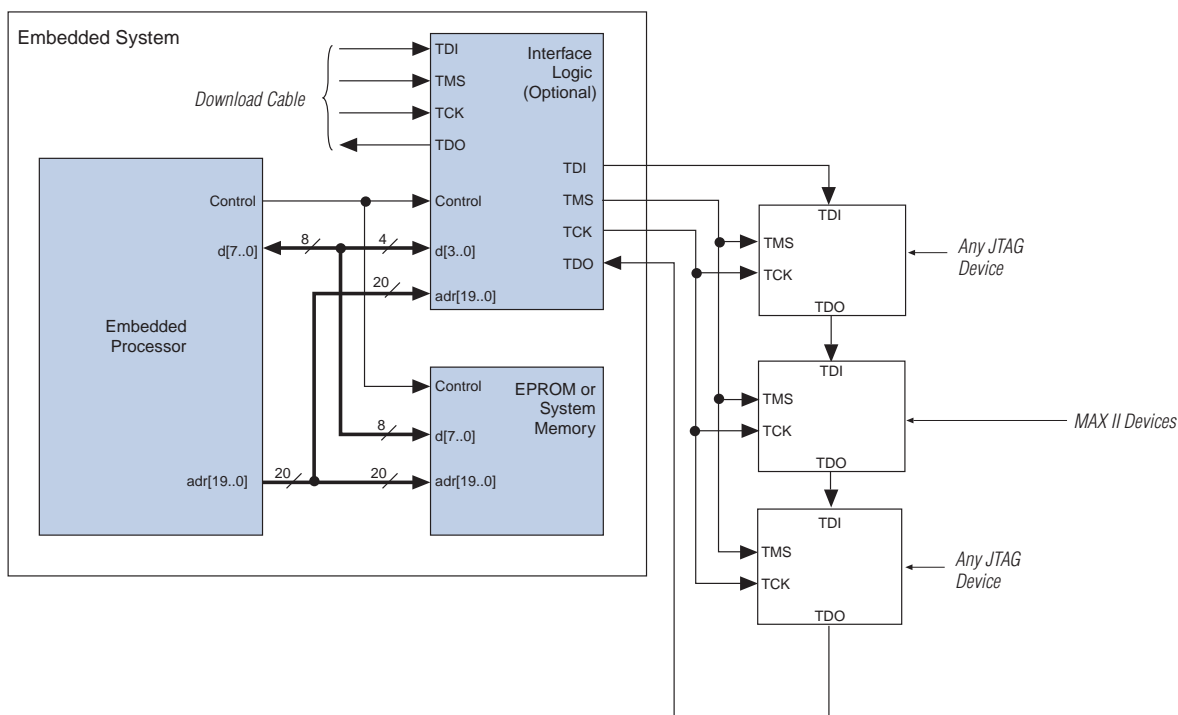 Embedded System
Download Cable
TDI
TMS
TCK
TDO
Interface
Logic
(Optional)
Control
d[3..0]
adr[19..0]
TDI
TMS
TCK
TDO
Control
d[7..0]
8
4
20
Embedded
Processor
adr[19..0]
20
20
8
Control
d[7..0]
adr[19..0]
EPROM or
System
Memory
TDI
TMS
TCK
TDO
Any JTAG
Device
TDI
TMS
TCK
TDO
MAX II Devices
TDI
TMS
TCK
TDO
Any JTAG
Device